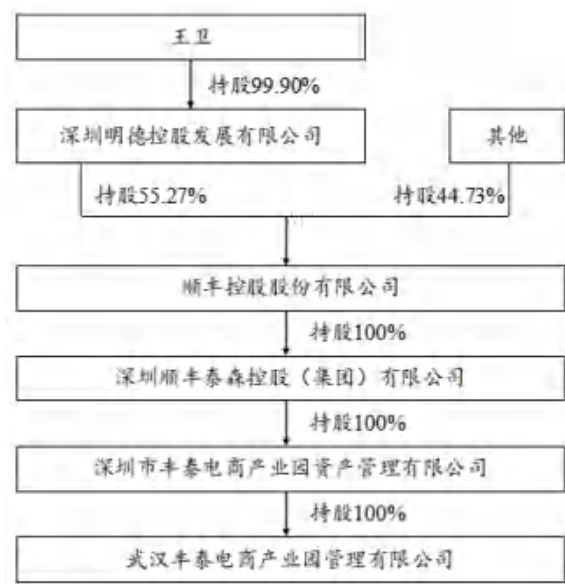 王卫
持股99.90%
深圳明德控股发展有限公司
其他
持股55.27%
持股44.73%
顺丰控股股份有限公司
持股100%
深圳顺丰泰森控股（集团）有限公司
持股100%
深圳市丰泰电商产业园资产管理有限公司
持股100%
武汉丰泰电商产业园管理有限公司